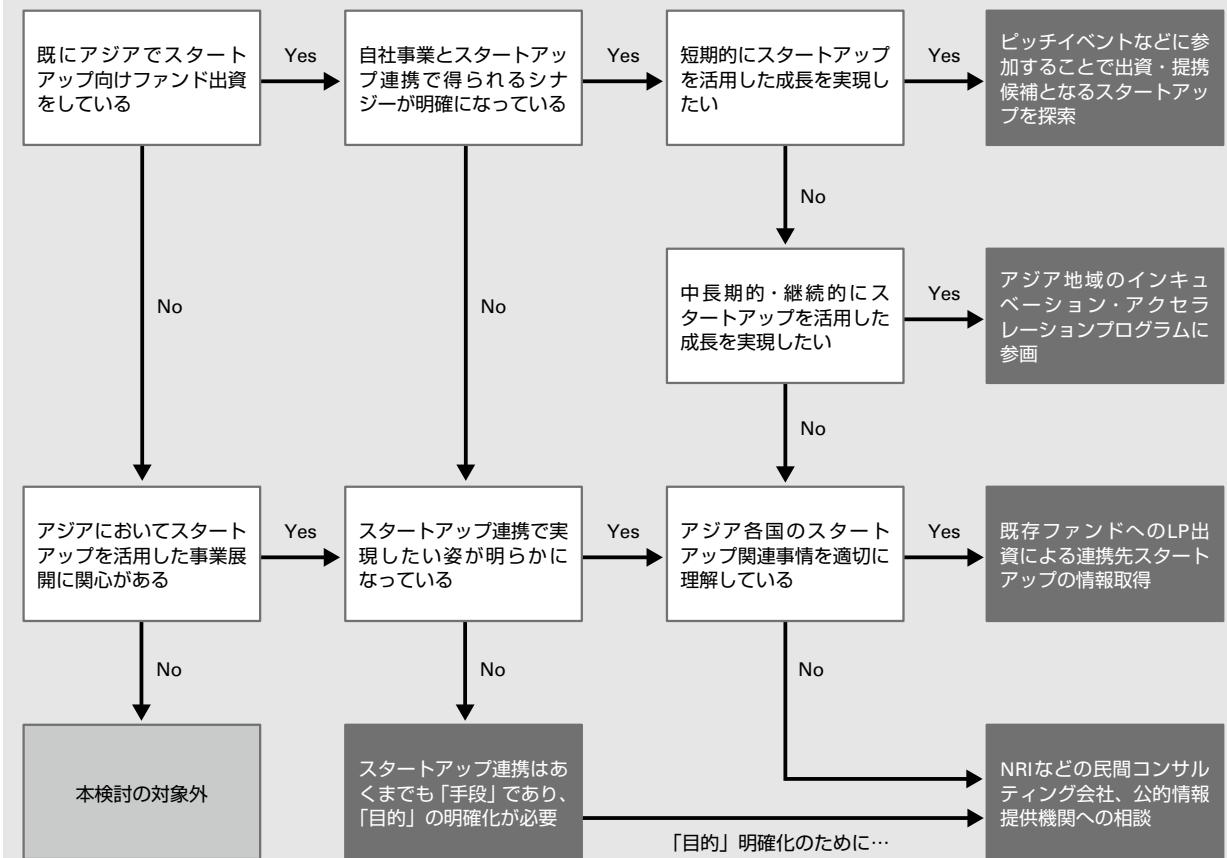 既にアジアでスタート
アップ向けファンド出資
をしている
Yes
自社事業とスタートアッ
プ連携で得られるシナ
ジーが明確になっている
Yes
短期的にスタートアップ
を活用した成長を実現し
たい
Yes
ピッチイベントなどに参
加することで出資・提携
候補となるスタートアッ
プを探索
No
No
No
中長期的・継続的にス
タートアップを活用した
成長を実現したい
Yes
アジア地域のインキュ
ベーション・アクセラ
レーションプログラムに
参画
No
アジアにおいてスタート
アップを活用した事業展
開に関心がある
Yes
スタートアップ連携で実
現したい姿が明らかに
なっている
Yes
アジア各国のスタート
アップ関連事情を適切に
理解している
Yes
既存ファンドへのLP出
資による連携先スタート
アップの情報取得
No
No
No
本検討の対象外
スタートアップ連携はあ
くまでも「手段」であり、
「目的」の明確化が必要
「目的」明確化のために…
NRIなどの民間コンサル
ティング会社、公的情報
提供機関への相談